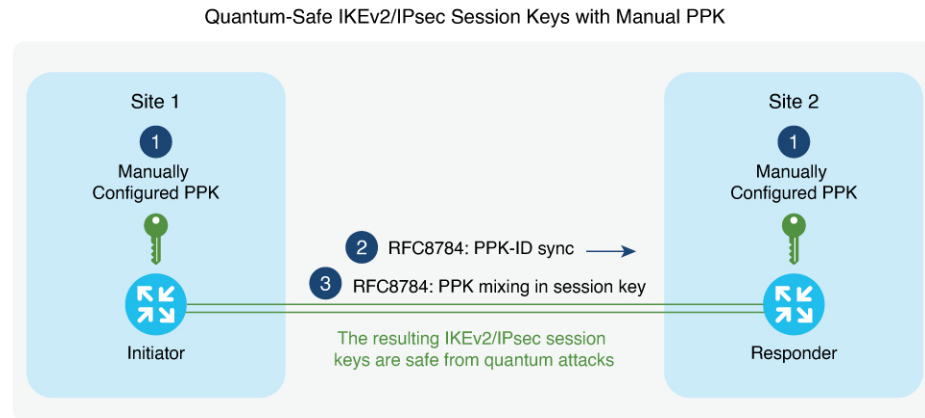 Quantum-Safe IKEv2/IPsec Session Keys with Manual PPK
Site 1
1
Manually
Configured PPK
Initiator
2 RFC8784: PPK-ID sync
3 RFC8784: PPK mixing in session key
The resulting IKEv2/IPsec session
keys are safe from quantum attacks
Site 2
1
Manually
Configured PPK
Responder